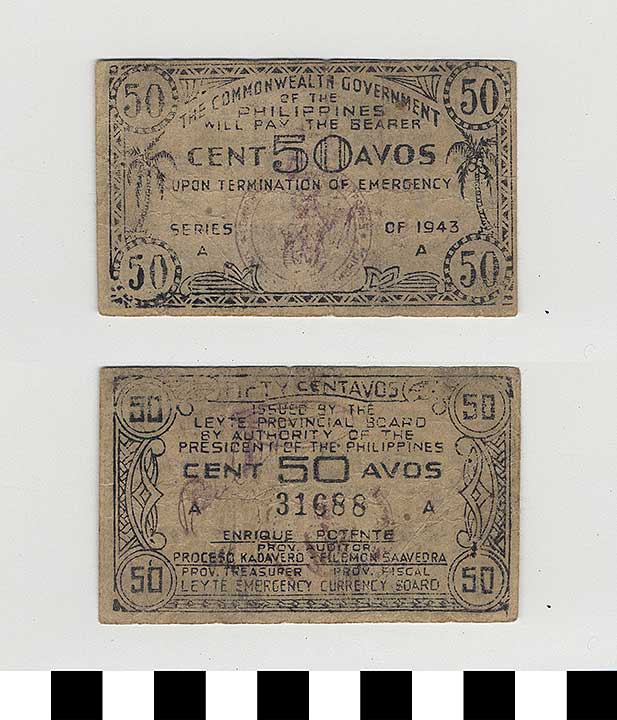 50 50
THE COMMONWEALTH GOVERNMENT
OF THE
PHILIPPINES
WILL PAY THE BEARER
CENT 50 AVOS
UPON TERMINATION OF EMERGENCY
SERIES OF 1943
A A
50 50
FIFTY CENTAVOS
50 50
ISSUED BY THE
LEYTE PROVINCIAL BOARD
BY AUTHORITY OF THE
PRESIDENT OF THE PHILIPPINES
CENT 50 AVOS
A 31688 A
ENRIQUE POTENTE
PROV. AUDITOR
PROCESO KADAVERO - FILEMON SAAVEDRA
PROV. TREASURER PROV. FISCAL
50 50
LEYTE EMERGENCY CURRENCY BOARD